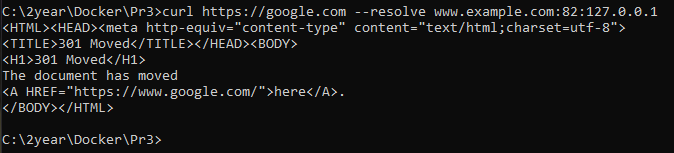 C:\2year\Docker\Pr3>curl https://google.com --resolve www.example.com:82:127.0.0.1
<HTML><HEAD><meta http-equiv="content-type" content="text/html;charset=utf-8">
<TITLE>301 Moved</TITLE></HEAD><BODY>
<H1>301 Moved</H1>
The document has moved
<A HREF="https://www.google.com/">here</A>.
</BODY></HTML>
C:\2year\Docker\Pr3>